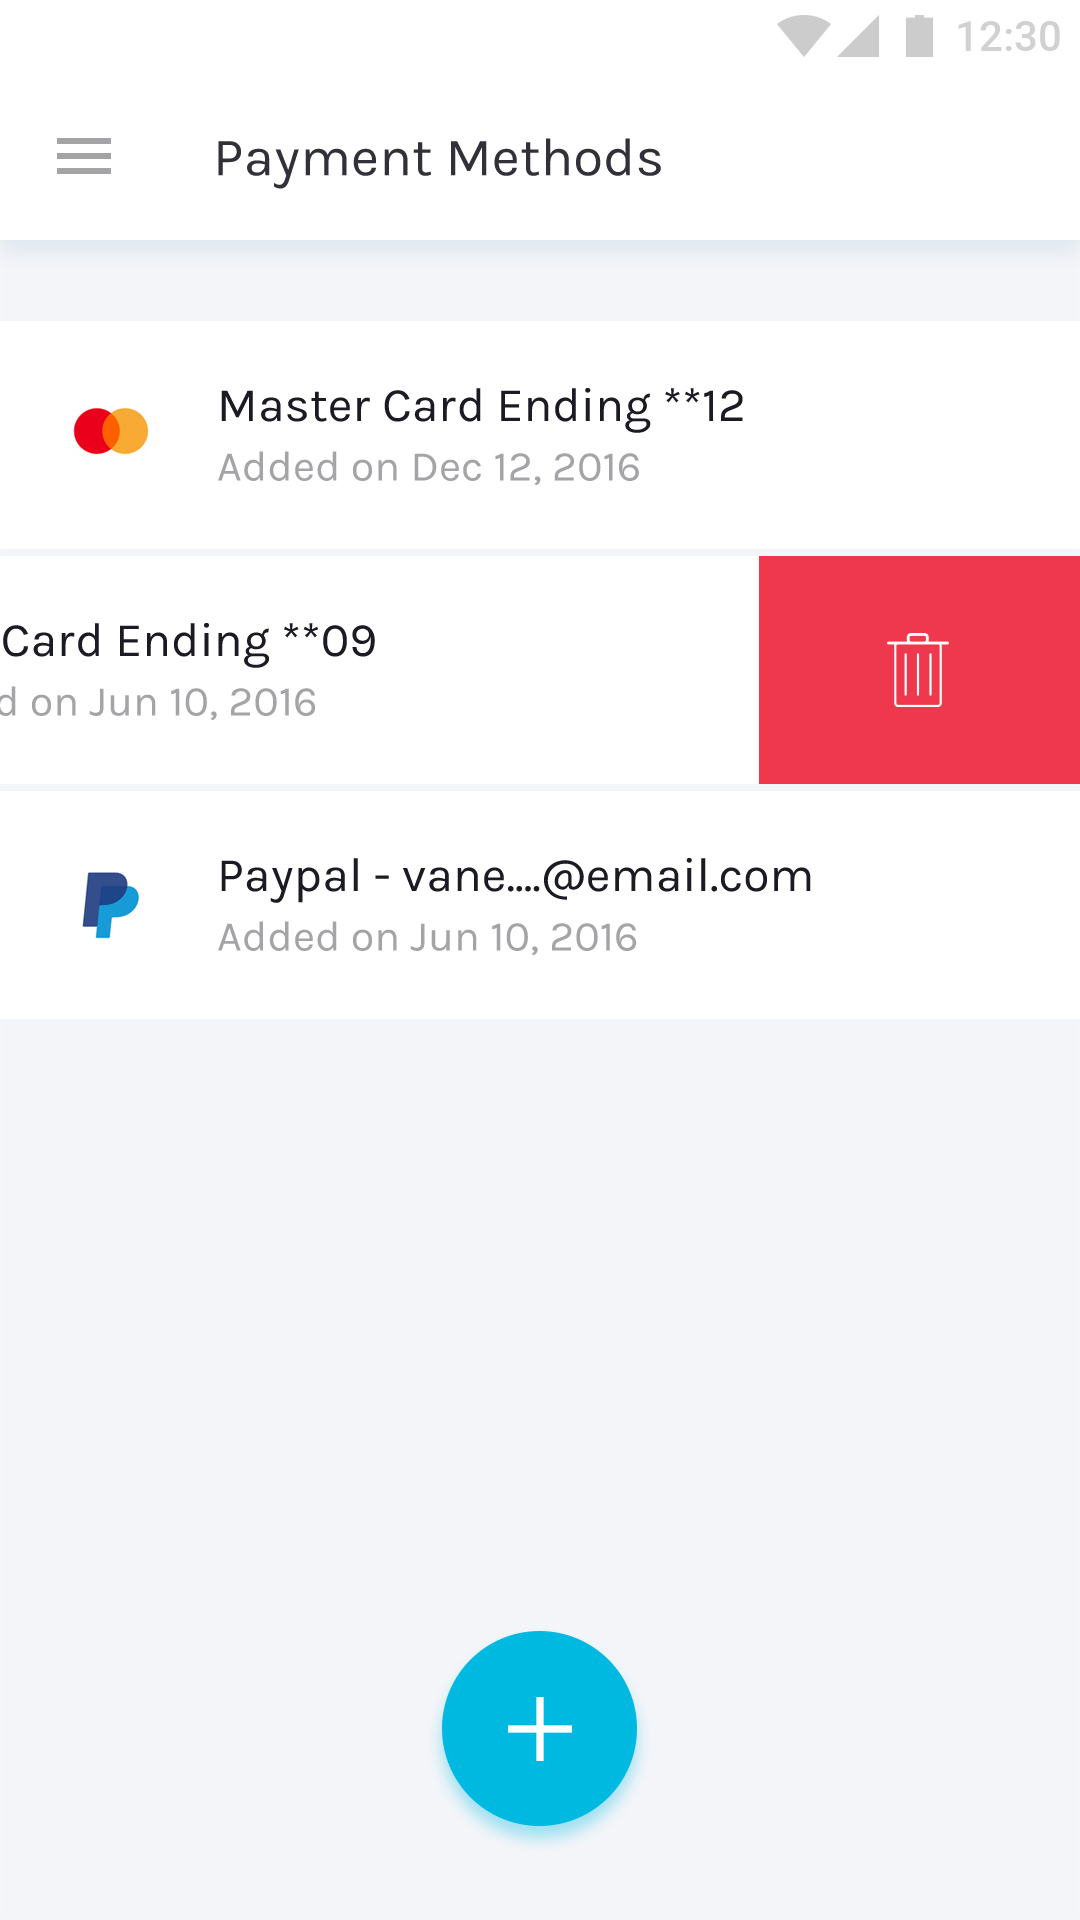 12:30
Payment Methods
Master Card Ending **12
Added on Dec 12, 2016
Card Ending **09
d on Jun 10, 2016
Paypal - vane....@email.com
Added on Jun 10, 2016